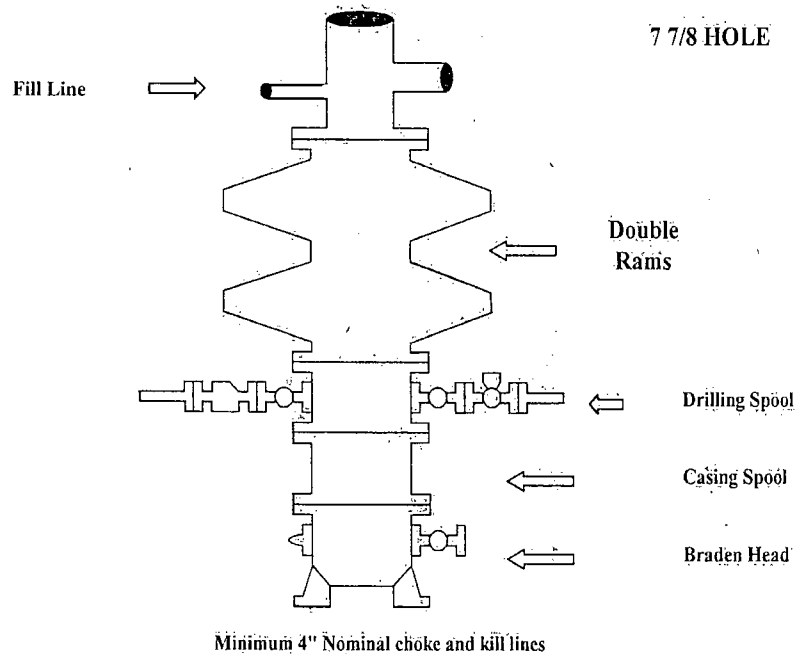 7 7/8 HOLE
Fill Line
Double
Rams
Drilling Spool
Casing Spool
Braden Head
Minimum 4" Nominal choke and kill lines